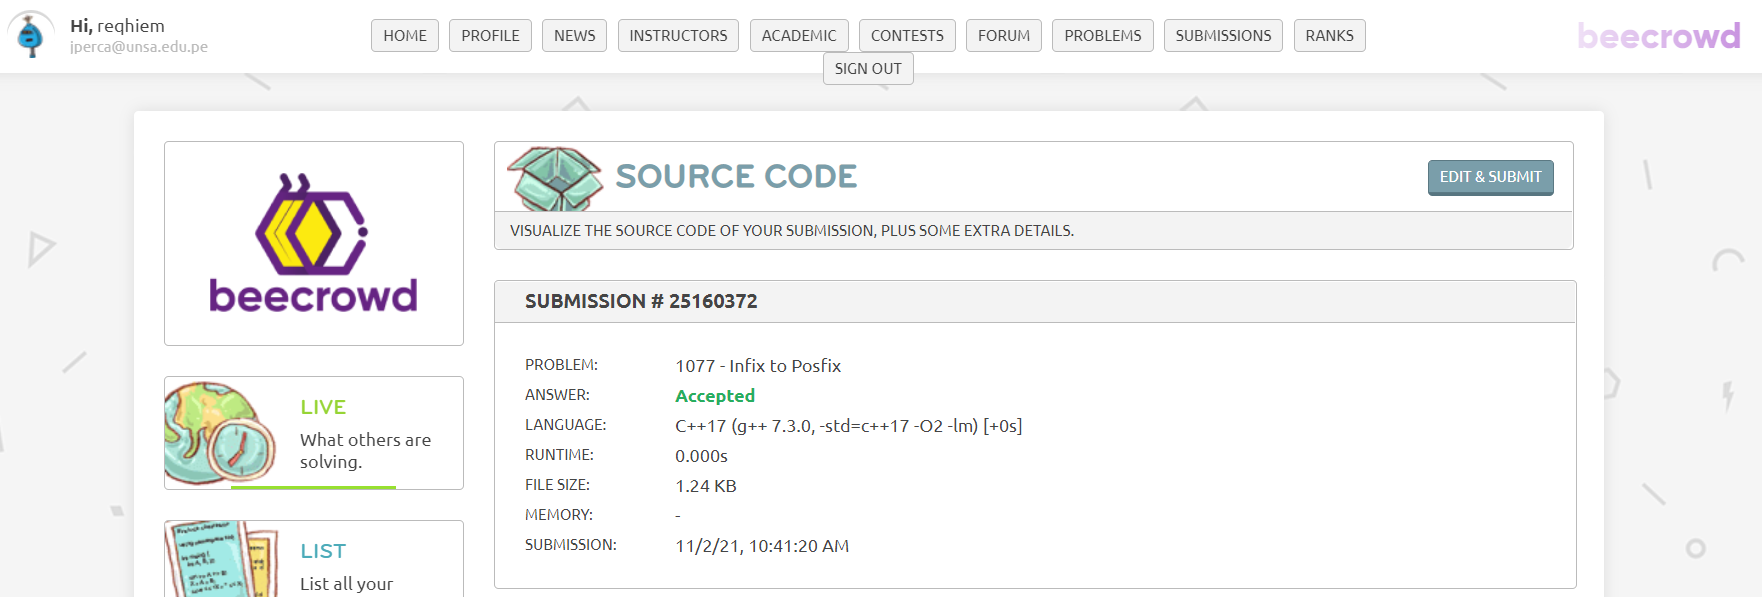 Hi, reqhiem
jperca@unsa.edu.pe
HOME PROFILE NEWS INSTRUCTORS ACADEMIC CONTESTS FORUM PROBLEMS SUBMISSIONS RANKS
SIGN OUT
beecrowd
beecrowd
LIVE
What others are
solving.
LIST
List all your
SOURCE CODE
EDIT & SUBMIT
VISUALIZE THE SOURCE CODE OF YOUR SUBMISSION, PLUS SOME EXTRA DETAILS.
SUBMISSION # 25160372
PROBLEM: 1077 - Infix to Posfix
ANSWER: Accepted
LANGUAGE: C++17 (g++ 7.3.0, -std=c++17 -O2 -lm) [+0s]
RUNTIME: 0.000s
FILE SIZE: 1.24 KB
MEMORY: -
SUBMISSION: 11/2/21, 10:41:20 AM